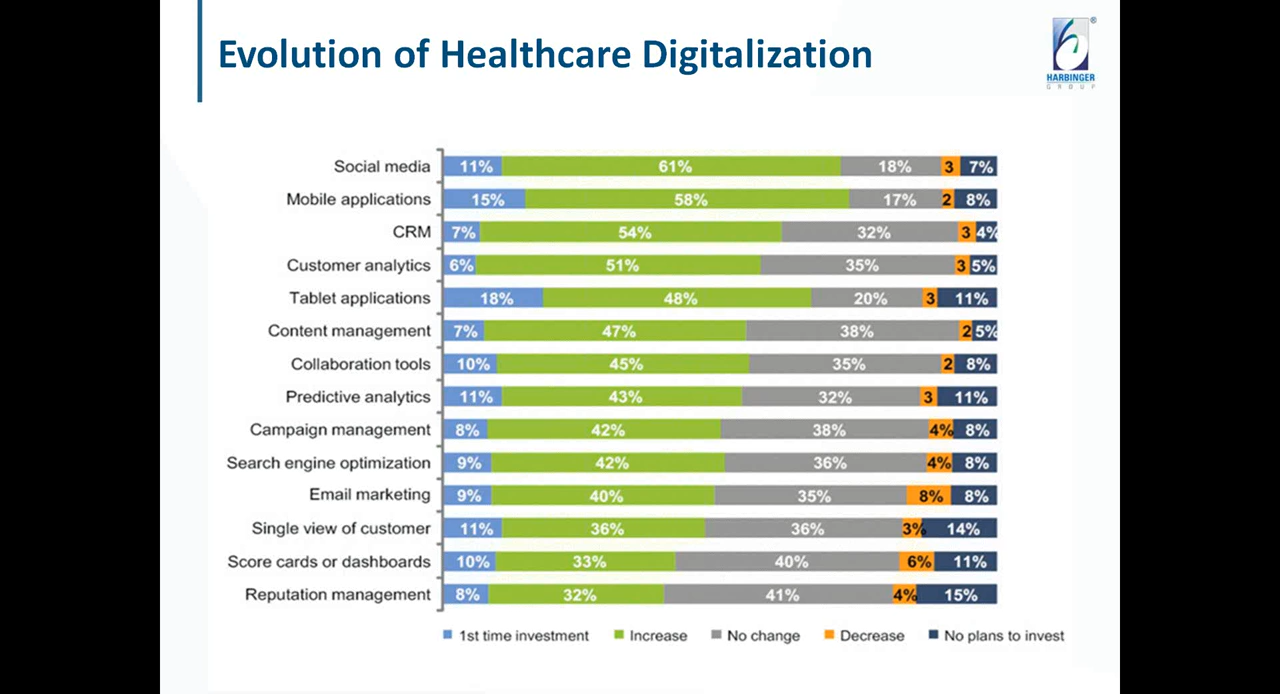 Evolution of Healthcare Digitalization
HARBINGER
GROUP
®
Social media 11% 61% 18% 3 7%
Mobile applications 15% 58% 17% 2 8%
CRM 7% 54% 32% 3 4%
Customer analytics 6% 51% 35% 3 5%
Tablet applications 18% 48% 20% 3 11%
Content management 7% 47% 38% 2 5%
Collaboration tools 10% 45% 35% 2 8%
Predictive analytics 11% 43% 32% 3 11%
Campaign management 8% 42% 38% 4% 8%
Search engine optimization 9% 42% 36% 4% 8%
Email marketing 9% 40% 35% 8% 8%
Single view of customer 11% 36% 36% 3% 14%
Score cards or dashboards 10% 33% 40% 6% 11%
Reputation management 8% 32% 41% 4% 15%
1st time investment Increase No change Decrease No plans to invest